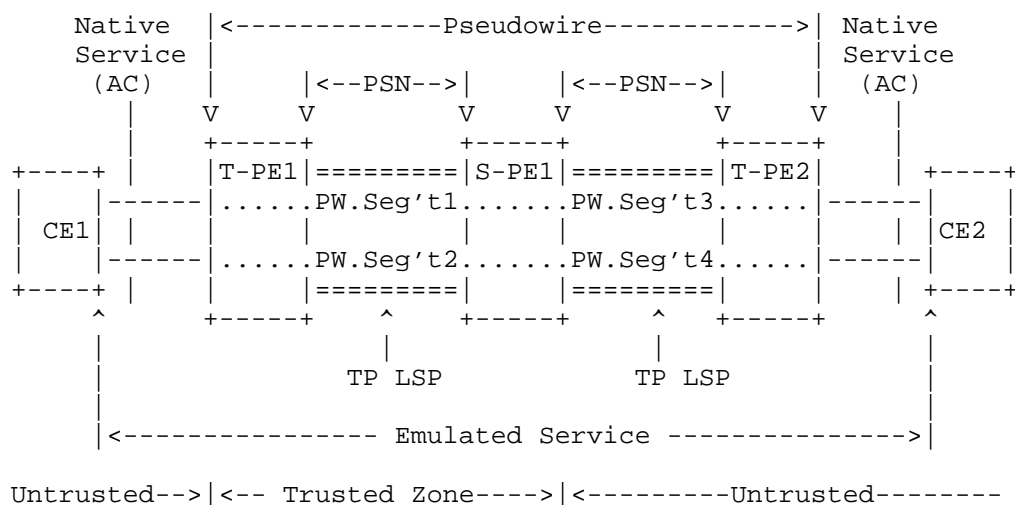 Native |<-------------Pseudowire------------>| Native
Service | | Service
(AC) | |<--PSN-->| |<--PSN-->| | (AC)
| V V V V V V |
| +-----+ +-----+ +-----+ |
+----+ | |T-PE1|=========|S-PE1|=========|T-PE2| | +----+
| |------|......PW.Seg't1.......PW.Seg't3......|------| |
| CE1| | | | | | | | | |CE2 |
| |------|......PW.Seg't2.......PW.Seg't4......|------| |
+----+ | | |=========| |=========| | | +----+
^ +-----+ ^ +-----+ ^ +-----+ ^
| | | |
| TP LSP TP LSP |
| |
|<---------------- Emulated Service --------------->|
Untrusted-->|<-- Trusted Zone---->|<---------Untrusted--------